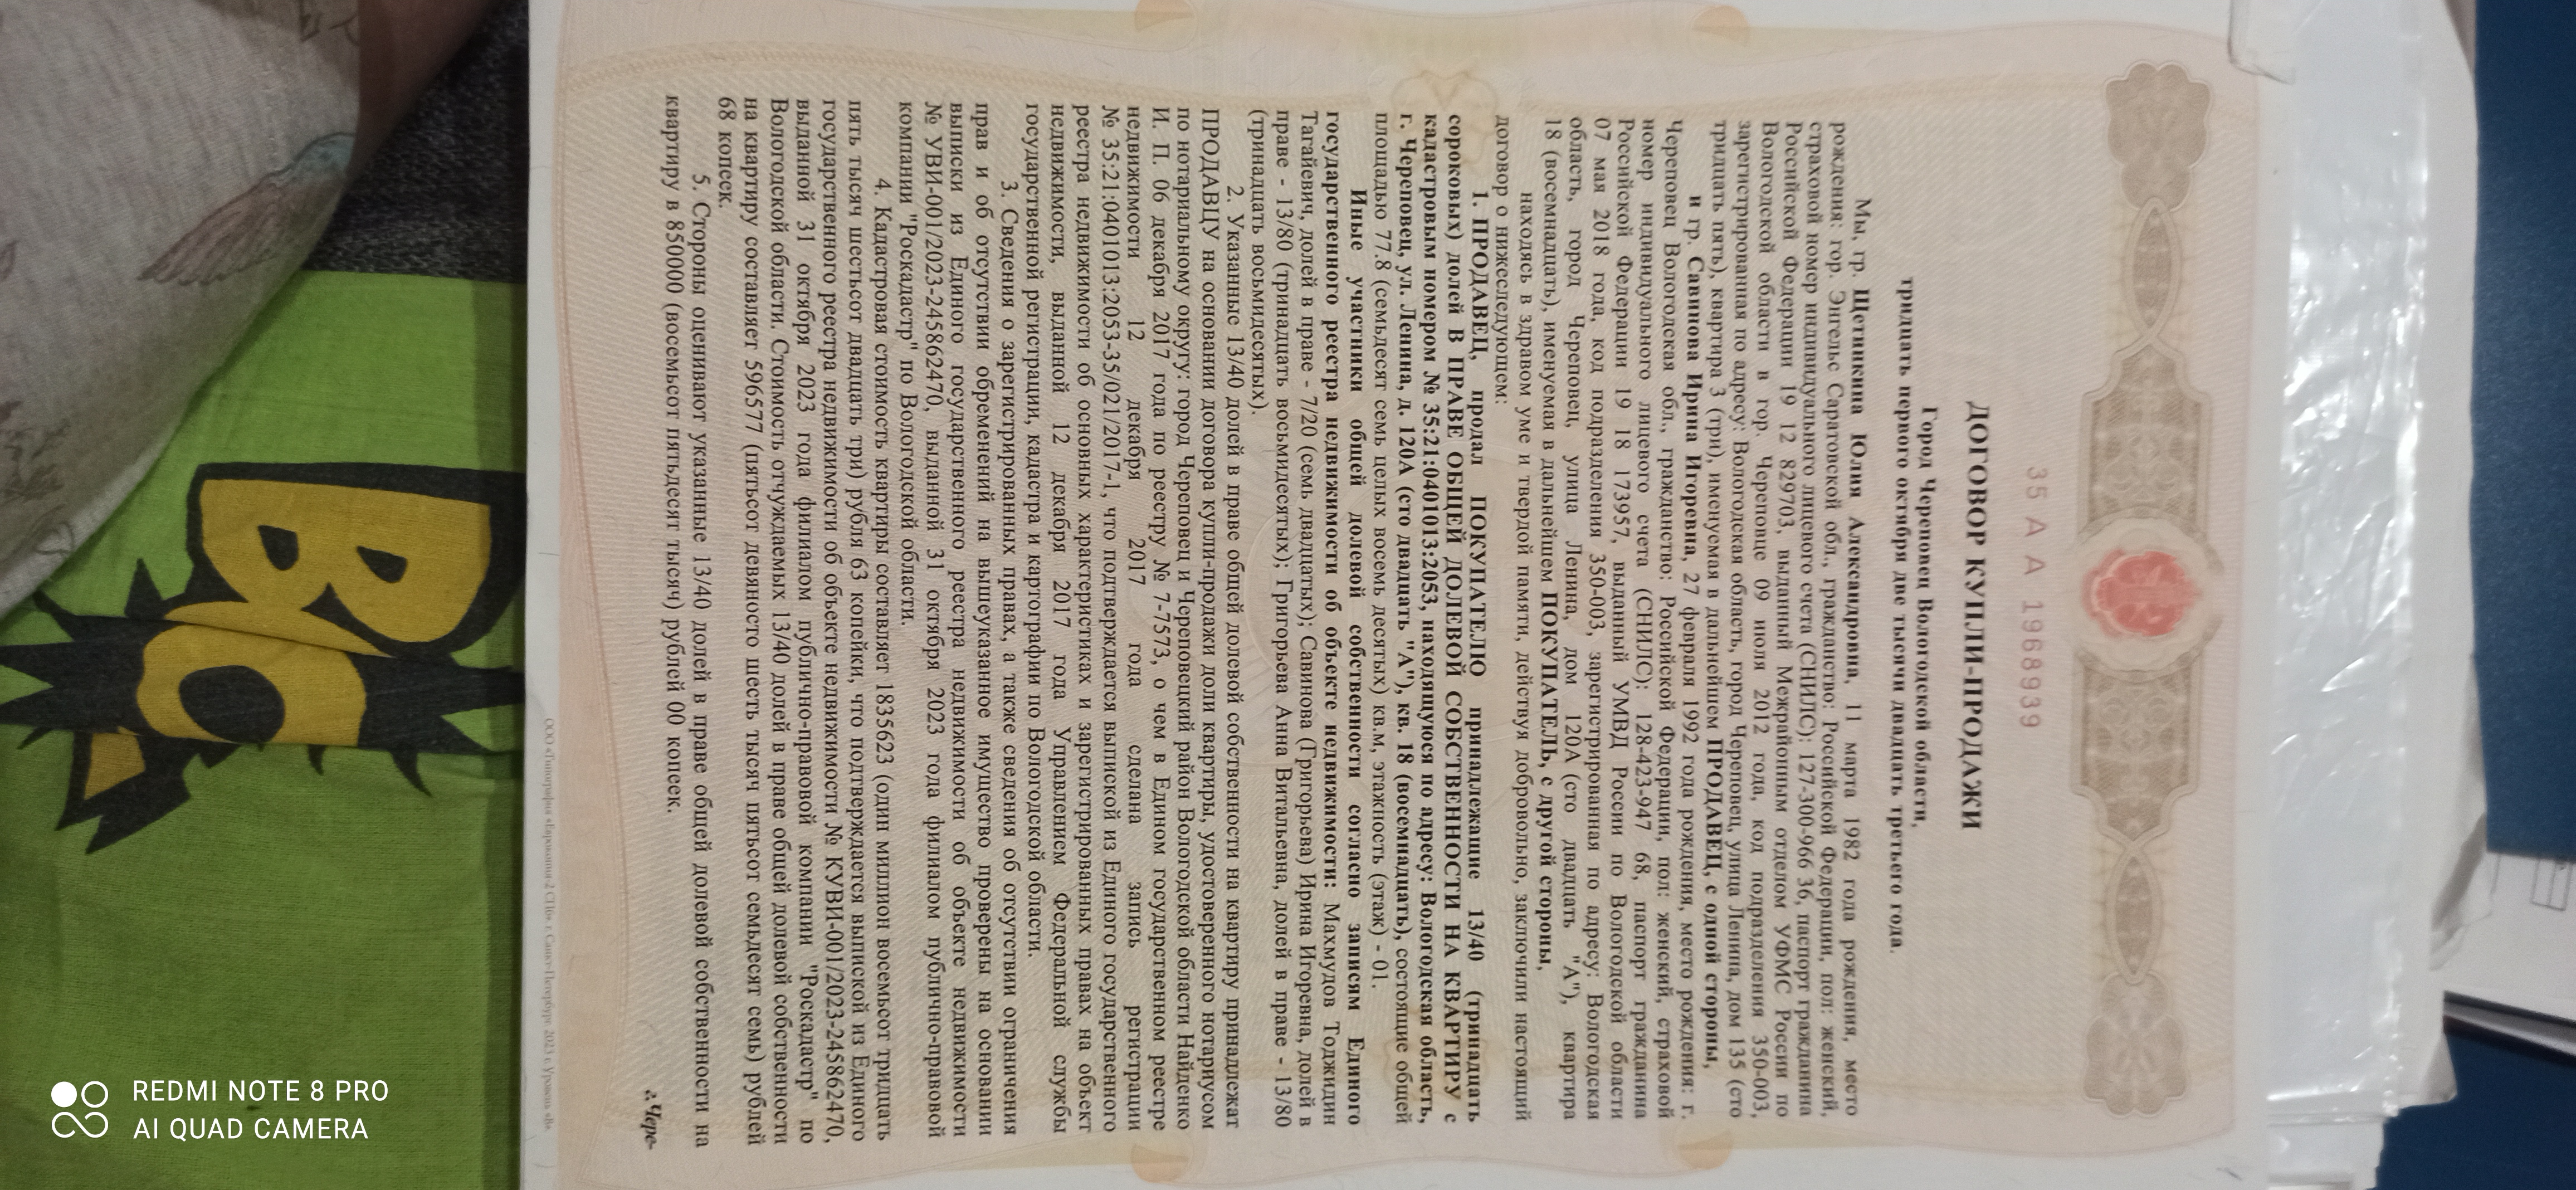 35 А А 1968939
ДОГОВОР КУПЛИ-ПРОДАЖИ
Город Череповец Вологодской области,
тридцать первого октября две тысячи двадцать третьего года.
Мы, гр. Щетинкина Юлия Александровна, 11 марта 1982 года рождения, место
рождения: гор. Энгельс Саратовской обл., гражданство: Российской Федерации, пол: женский,
страховой номер индивидуального лицевого счета (СНИЛС): 127-300-966 36, паспорт гражданина
Российской Федерации 19 12 829703, выданный Межрайонным отделом УФМС России по
Вологодской области в гор. Череповце 09 июля 2012 года, код подразделения 350-003,
зарегистрированная по адресу: Вологодская область, город Череповец, улица Ленина, дом 135 (сто
тридцать пять), квартира 3 (три), именуемая в дальнейшем ПРОДАВЕЦ, с одной стороны,
и гр. Савинова Ирина Игоревна, 27 февраля 1992 года рождения, место рождения: г.
Череповец Вологодская обл., гражданство: Российской Федерации, пол: женский, страховой
номер индивидуального лицевого счета (СНИЛС): 128-423-947 68, паспорт гражданина
Российской Федерации 19 18 173957, выданный УМВД России по Вологодской области
07 мая 2018 года, код подразделения 350-003, зарегистрированная по адресу: Вологодская
область, город Череповец, улица Ленина, дом 120А (сто двадцать "А"), квартира
18 (восемнадцать), именуемая в дальнейшем ПОКУПАТЕЛЬ, с другой стороны,
находясь в здравом уме и твердой памяти, действуя добровольно, заключили настоящий
договор о нижеследующем:
1. ПРОДАВЕЦ, продал ПОКУПАТЕЛЮ принадлежащие 13/40 (тринадцать
сороковых) долей В ПРАВЕ ОБЩЕЙ ДОЛЕВОЙ СОБСТВЕННОСТИ НА КВАРТИРУ с
кадастровым номером № 35:21:0401013:2053, находящуюся по адресу: Вологодская область,
г. Череповец, ул. Ленина, д. 120А (сто двадцать "А"), кв. 18 (восемнадцать), состоящие общей
площадью 77.8 (семьдесят семь целых восемь десятых) кв.м, этажность (этаж) - 01.
Иные участники общей долевой собственности согласно записям Единого
государственного реестра недвижимости об объекте недвижимости: Махмудов Тоджидин
Тагайевич, долей в праве - 7/20 (семь двадцатых); Савинова (Григорьева) Ирина Игоревна, долей в
праве - 13/80 (тринадцать восьмидесятых); Григорьева Анна Витальевна, долей в праве - 13/80
(тринадцать восьмидесятых).
2. Указанные 13/40 долей в праве общей долевой собственности на квартиру принадлежат
ПРОДАВЦУ на основании договора купли-продажи доли квартиры, удостоверенного нотариусом
по нотариальному округу: город Череповец и Череповецкий район Вологодской области Найденко
И. П. 06 декабря 2017 года по реестру № 7-7573, о чем в Едином государственном реестре
недвижимости 12 декабря 2017 года сделана запись регистрации
№ 35:21:0401013:2053-35/021/2017-1, что подтверждается выпиской из Единого государственного
реестра недвижимости об основных характеристиках и зарегистрированных правах на объект
недвижимости, выданной 12 декабря 2017 года Управлением Федеральной службы
государственной регистрации, кадастра и картографии по Вологодской области.
3. Сведения о зарегистрированных правах, а также сведения об отсутствии ограничения
прав и об отсутствии обременений на вышеуказанное имущество проверены на основании
выписки из Единого государственного реестра недвижимости об объекте недвижимости
№ УВИ-001/2023-245862470, выданной 31 октября 2023 года филиалом публично-правовой
компании "Роскадастр" по Вологодской области.
4. Кадастровая стоимость квартиры составляет 1835623 (один миллион восемьсот тридцать
пять тысяч шестьсот двадцать три) рубля 63 копейки, что подтверждается выпиской из Единого
государственного реестра недвижимости об объекте недвижимости № КУВИ-001/2023-245862470,
выданной 31 октября 2023 года филиалом публично-правовой компании "Роскадастр" по
Вологодской области. Стоимость отчуждаемых 13/40 долей в праве общей долевой собственности
на квартиру составляет 596577 (пятьсот девяносто шесть тысяч пятьсот семьдесят семь) рублей
68 копеек.
5. Стороны оценивают указанные 13/40 долей в праве общей долевой собственности на
квартиру в 850000 (восемьсот пятьдесят тысяч) рублей 00 копеек.
г. Чере-
REDMI NOTE 8 PRO
AI QUAD CAMERA